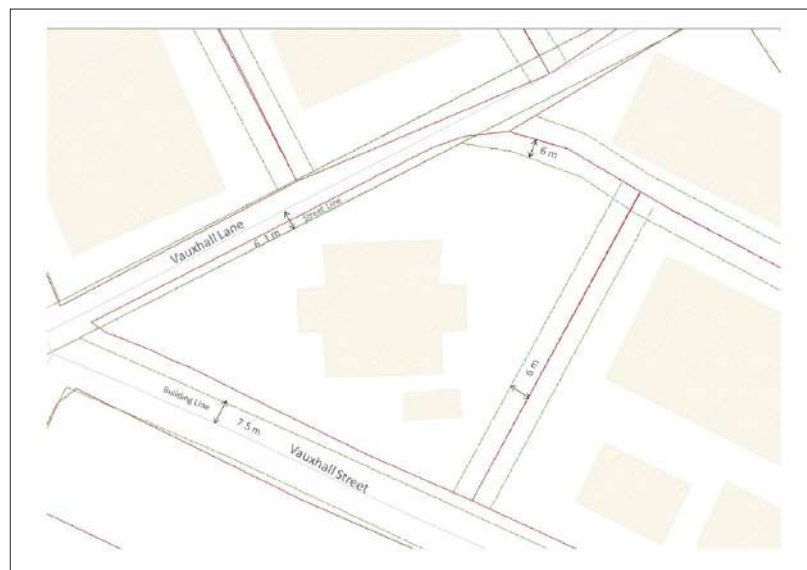 6 m
Street Line
6.1 m
Vauxhall Lane
6 m
Building Line
7.5 m
Vauxhall Street